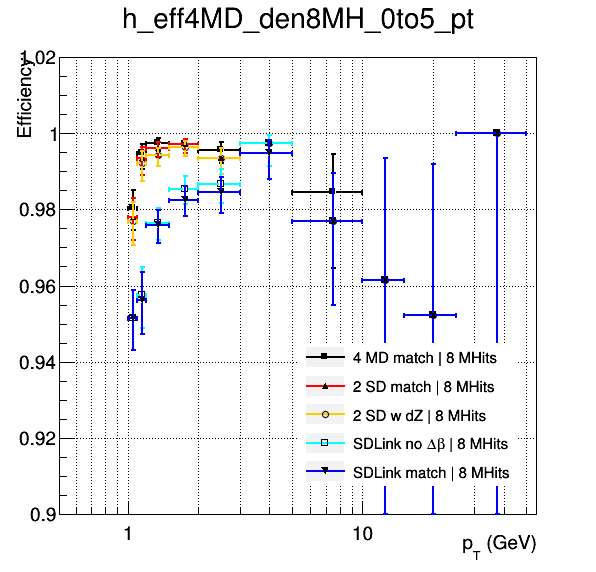 h_eff4MD_den8MH_0to5_pt
Efficiency
1.02
1
0.98
0.96
0.94
0.92
0.9
4 MD match | 8 MHits
2 SD match | 8 MHits
2 SD w dZ | 8 MHits
SDLink no Δβ | 8 MHits
SDLink match | 8 MHits
1
10
p_T (GeV)